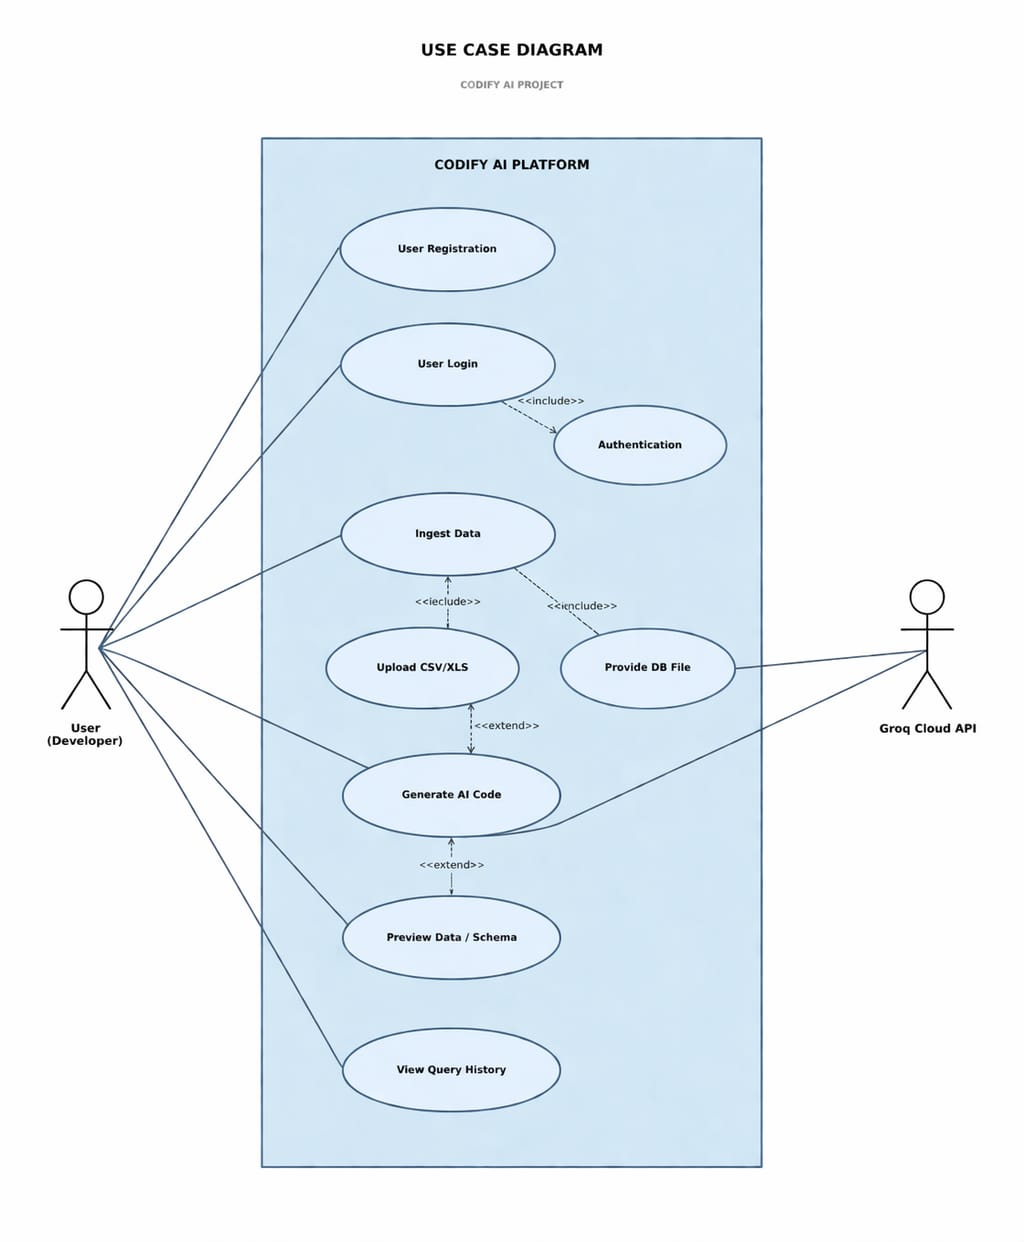 USE CASE DIAGRAM
CODIFY AI PROJECT
CODIFY AI PLATFORM
User Registration
User Login
<<include>>
Authentication
Ingest Data
<<ieclude>>
<<include>>
Upload CSV/XLS
Provide DB File
User
(Developer)
Groq Cloud API
<<extend>>
Generate AI Code
<<extend>>
Preview Data / Schema
View Query History